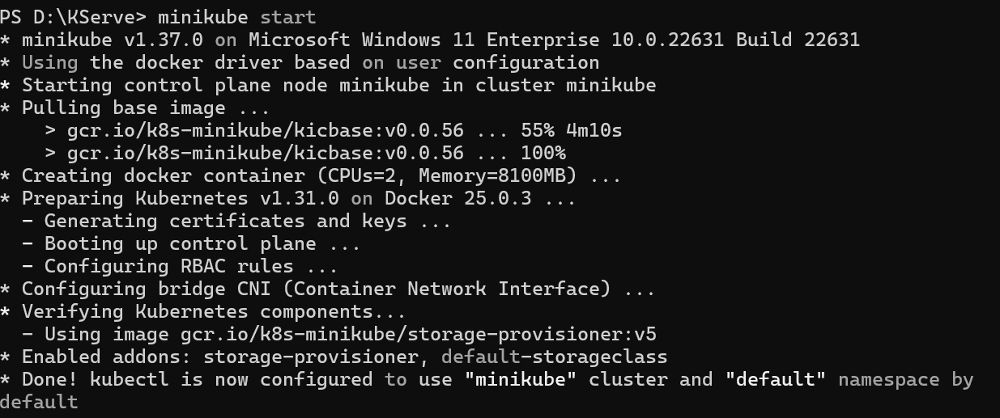 PS D:\KServe> minikube start
* minikube v1.37.0 on Microsoft Windows 11 Enterprise 10.0.22631 Build 22631
* Using the docker driver based on user configuration
* Starting control plane node minikube in cluster minikube
* Pulling base image ...
    > gcr.io/k8s-minikube/kicbase:v0.0.56 ... 55% 4m10s
    > gcr.io/k8s-minikube/kicbase:v0.0.56 ... 100%
* Creating docker container (CPUs=2, Memory=8100MB) ...
* Preparing Kubernetes v1.31.0 on Docker 25.0.3 ...
  - Generating certificates and keys ...
  - Booting up control plane ...
  - Configuring RBAC rules ...
* Configuring bridge CNI (Container Network Interface) ...
* Verifying Kubernetes components...
  - Using image gcr.io/k8s-minikube/storage-provisioner:v5
* Enabled addons: storage-provisioner, default-storageclass
* Done! kubectl is now configured to use "minikube" cluster and "default" namespace by
default